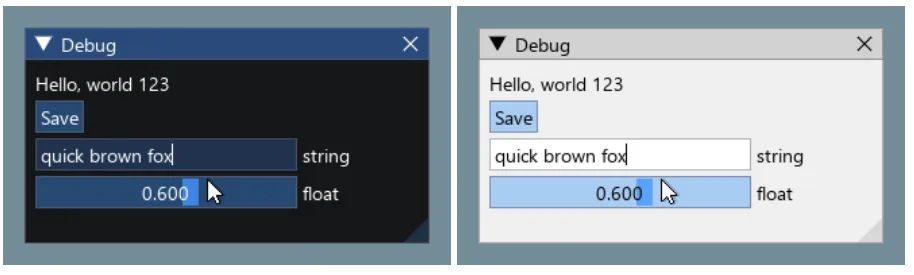 Debug
Hello, world 123
Save
quick brown fox string
0.600 float
Debug
Hello, world 123
Save
quick brown fox string
0.600 float